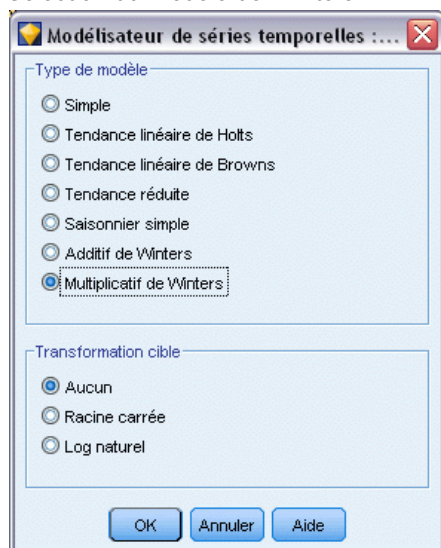 Modélisateur de séries temporelles :...
Type de modèle
Simple
Tendance linéaire de Holts
Tendance linéaire de Browns
Tendance réduite
Saisonnier simple
Additif de Winters
Multiplicatif de Winters
Transformation cible
Aucun
Racine carrée
Log naturel
OK Annuler Aide